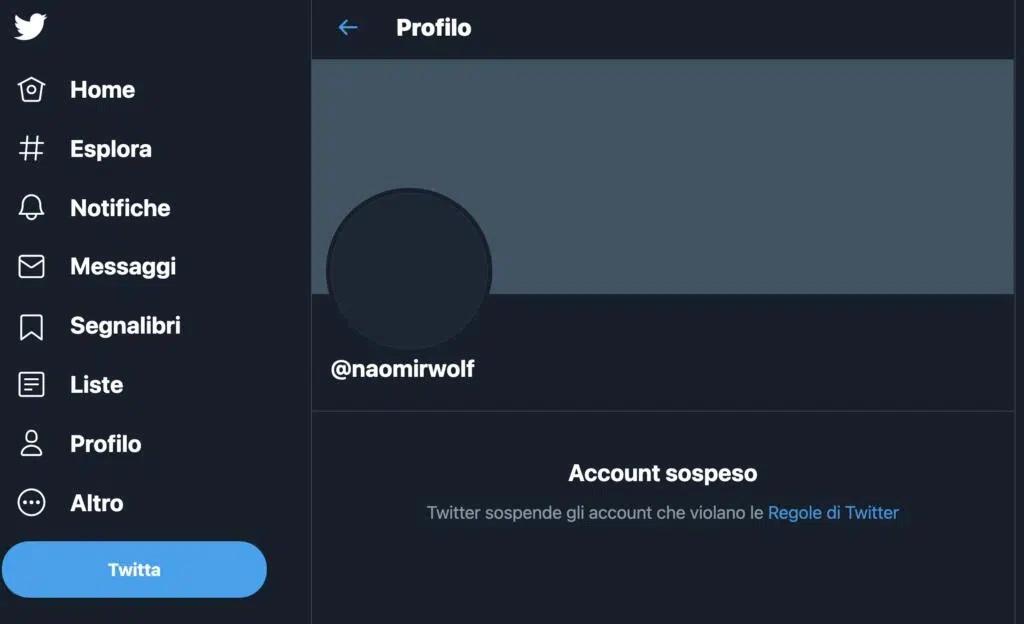 Home
Esplora
Notifiche
Messaggi
Segnalibri
Liste
Profilo
Altro
Twitta
Profilo
@naomirwolf
Account sospeso
Twitter sospende gli account che violano le Regole di Twitter